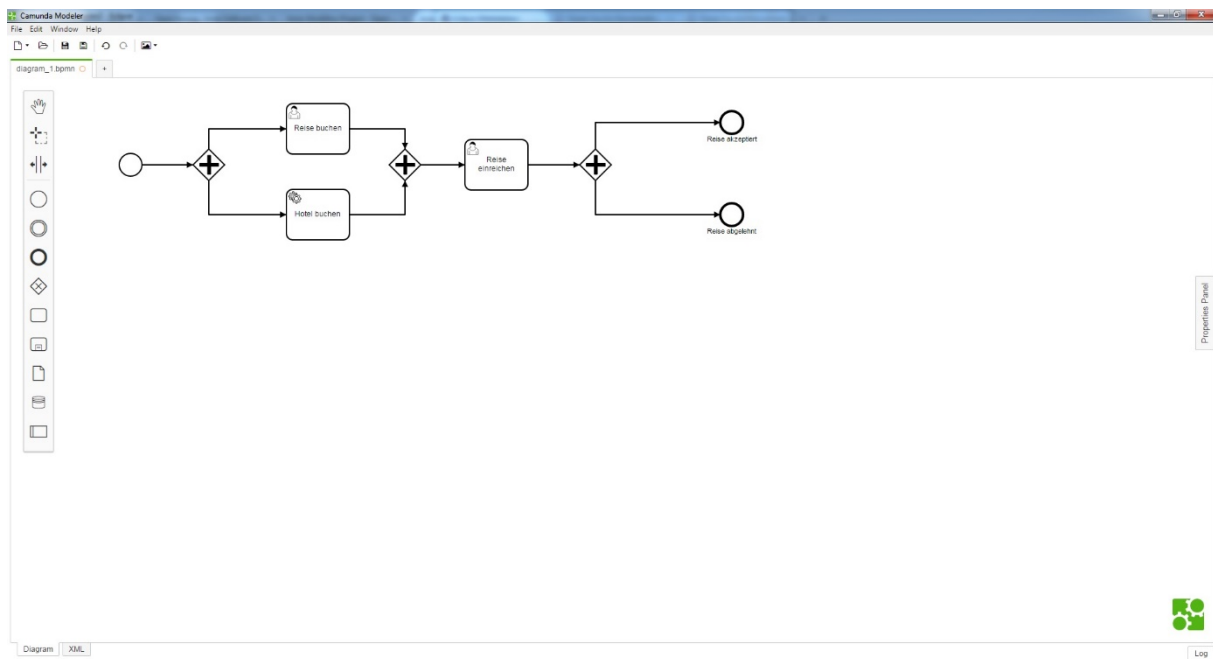 Camunda Modeler
File Edit Window Help
diagram_1.bpmn
+
Reise buchen
Hotel buchen
Reise
einreichen
Reise akzeptiert
Reise abgelehnt
Properties Panel
Diagram XML
Log